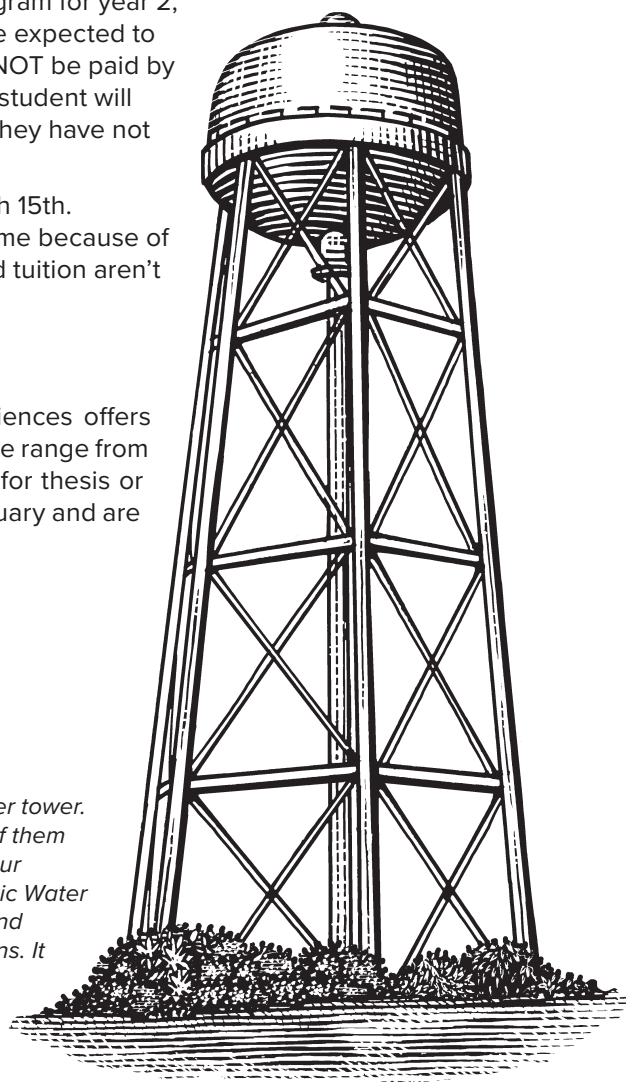 gram for year 2,
e expected to
NOT be paid by
student will
hey have not
h 15th.
me because of
d tuition aren't
iences offers
e range from
for thesis or
uary and are
er tower.
f them
ur
ic Water
nd
ns. It